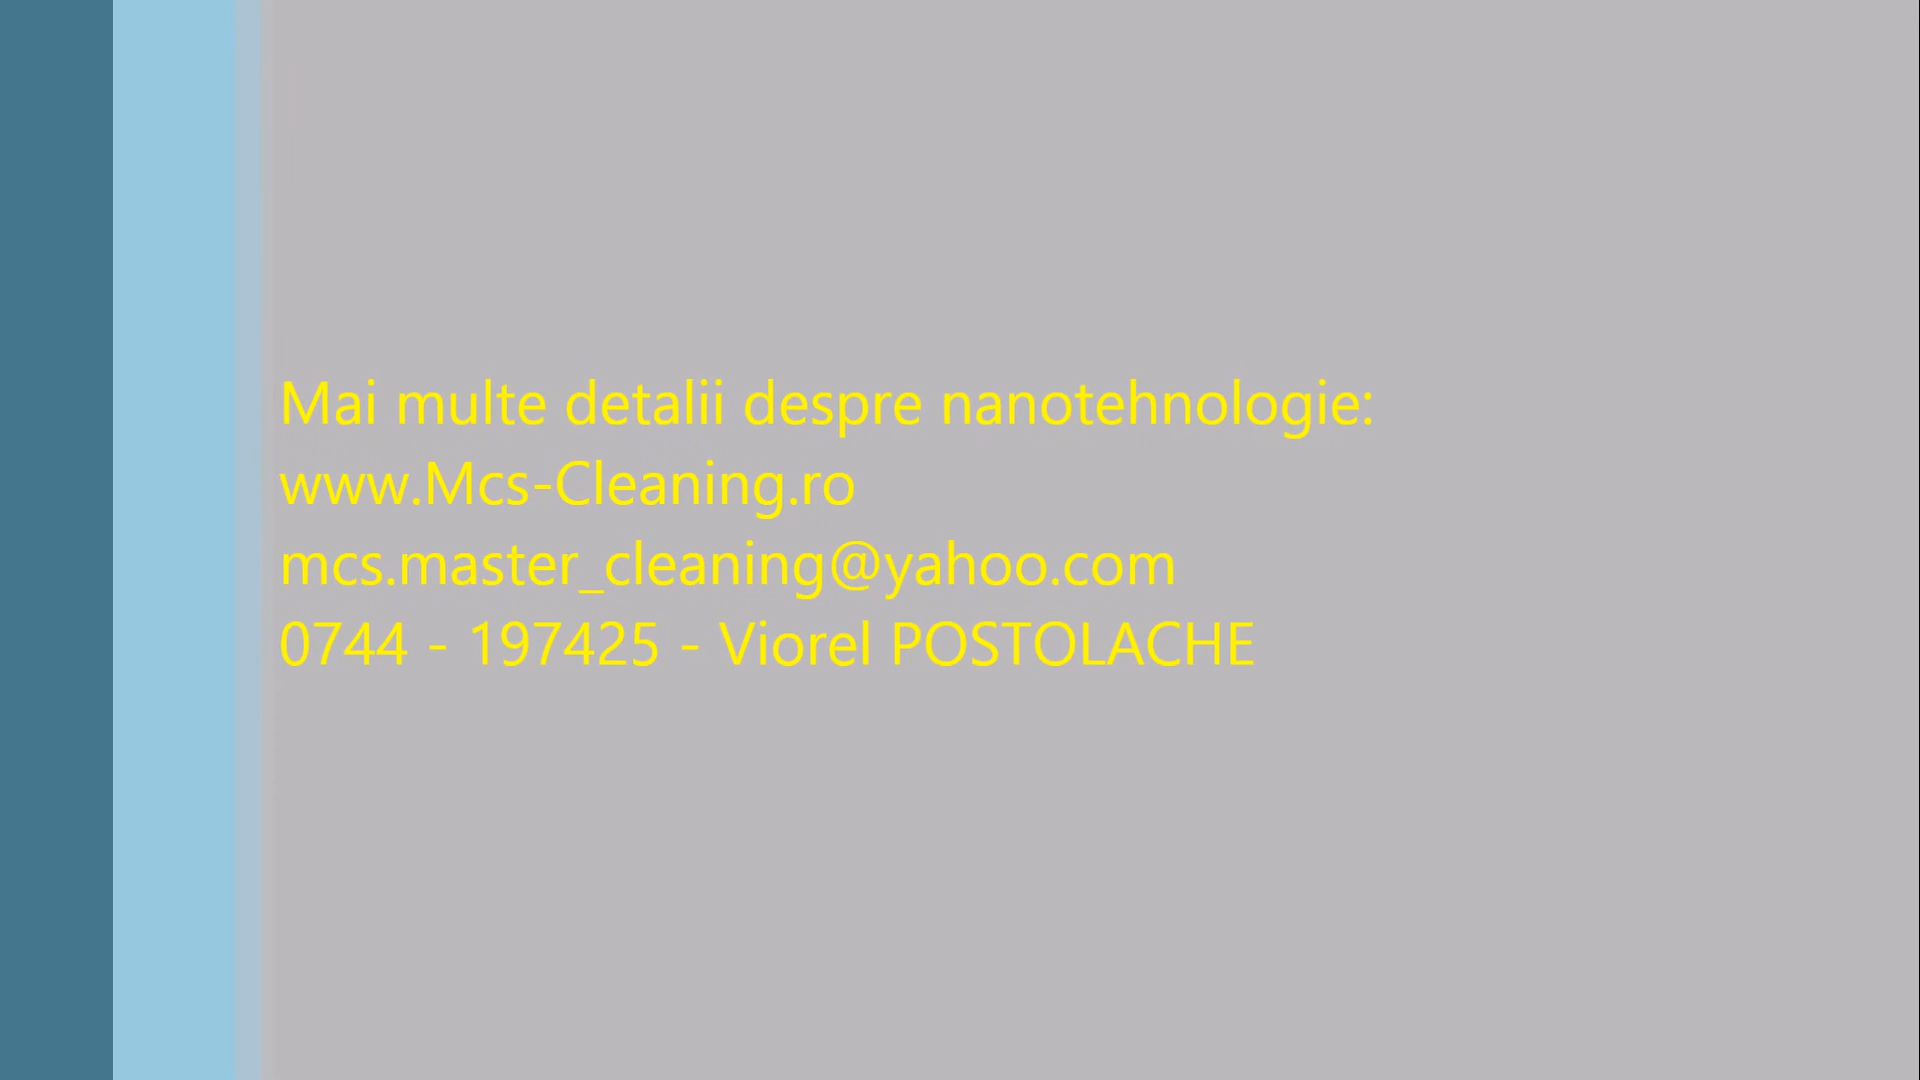 Mai multe detalii despre nanotehnologie:
www.Mcs-Cleaning.ro
mcs.master_cleaning@yahoo.com
0744 - 197425 - Viorel POSTOLACHE